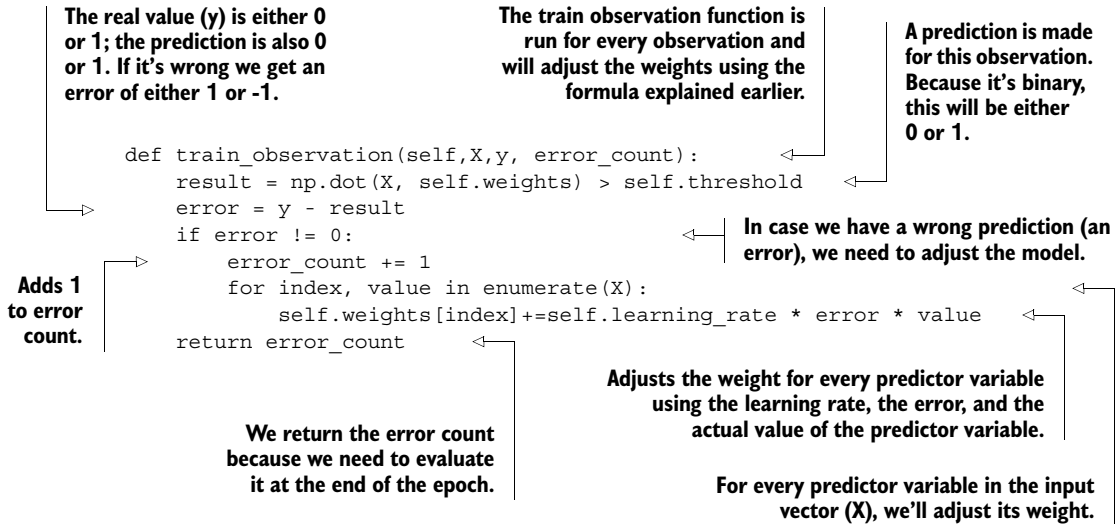 The real value (y) is either 0
or 1; the prediction is also 0
or 1. If it's wrong we get an
error of either 1 or -1.
The train observation function is
run for every observation and
will adjust the weights using the
formula explained earlier.
A prediction is made
for this observation.
Because it's binary,
this will be either
0 or 1.
def train_observation(self,X,y, error_count):
    result = np.dot(X, self.weights) > self.threshold
    error = y - result
    if error != 0:
        error_count += 1
        for index, value in enumerate(X):
            self.weights[index]+=self.learning_rate * error * value
    return error_count
In case we have a wrong prediction (an
error), we need to adjust the model.
Adds 1
to error
count.
Adjusts the weight for every predictor variable
using the learning rate, the error, and the
actual value of the predictor variable.
We return the error count
because we need to evaluate
it at the end of the epoch.
For every predictor variable in the input
vector (X), we'll adjust its weight.